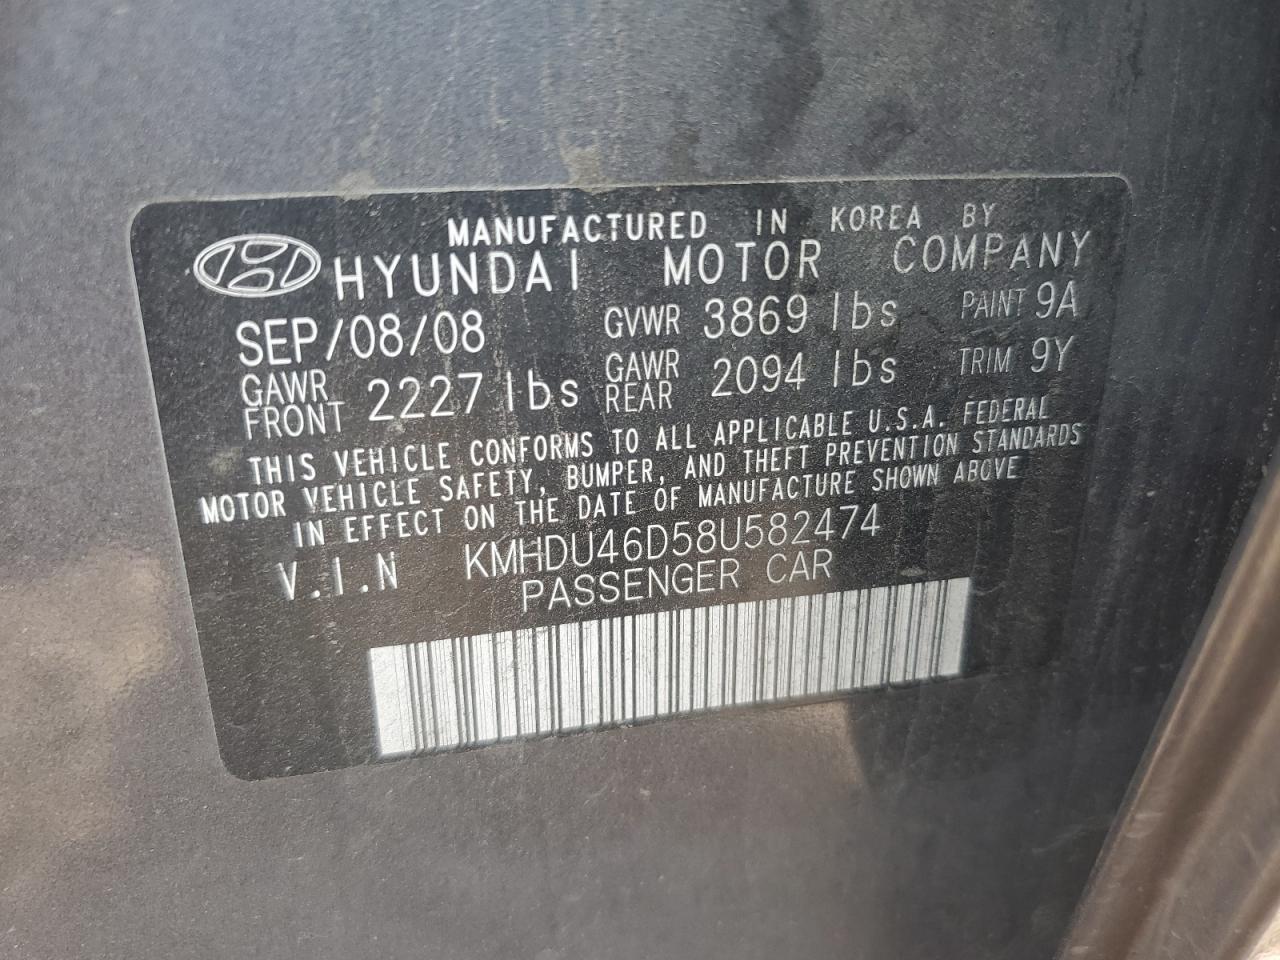 MANUFACTURED IN KOREA BY
HYUNDAI MOTOR COMPANY
SEP/08/08 GVWR 3869 lbs PAINT 9A
GAWR FRONT 2227 lbs GAWR REAR 2094 lbs TRIM 9Y
THIS VEHICLE CONFORMS TO ALL APPLICABLE U.S.A. FEDERAL
MOTOR VEHICLE SAFETY, BUMPER, AND THEFT PREVENTION STANDARDS
IN EFFECT ON THE DATE OF MANUFACTURE SHOWN ABOVE
V.I.N KMHDU46D58U582474
PASSENGER CAR